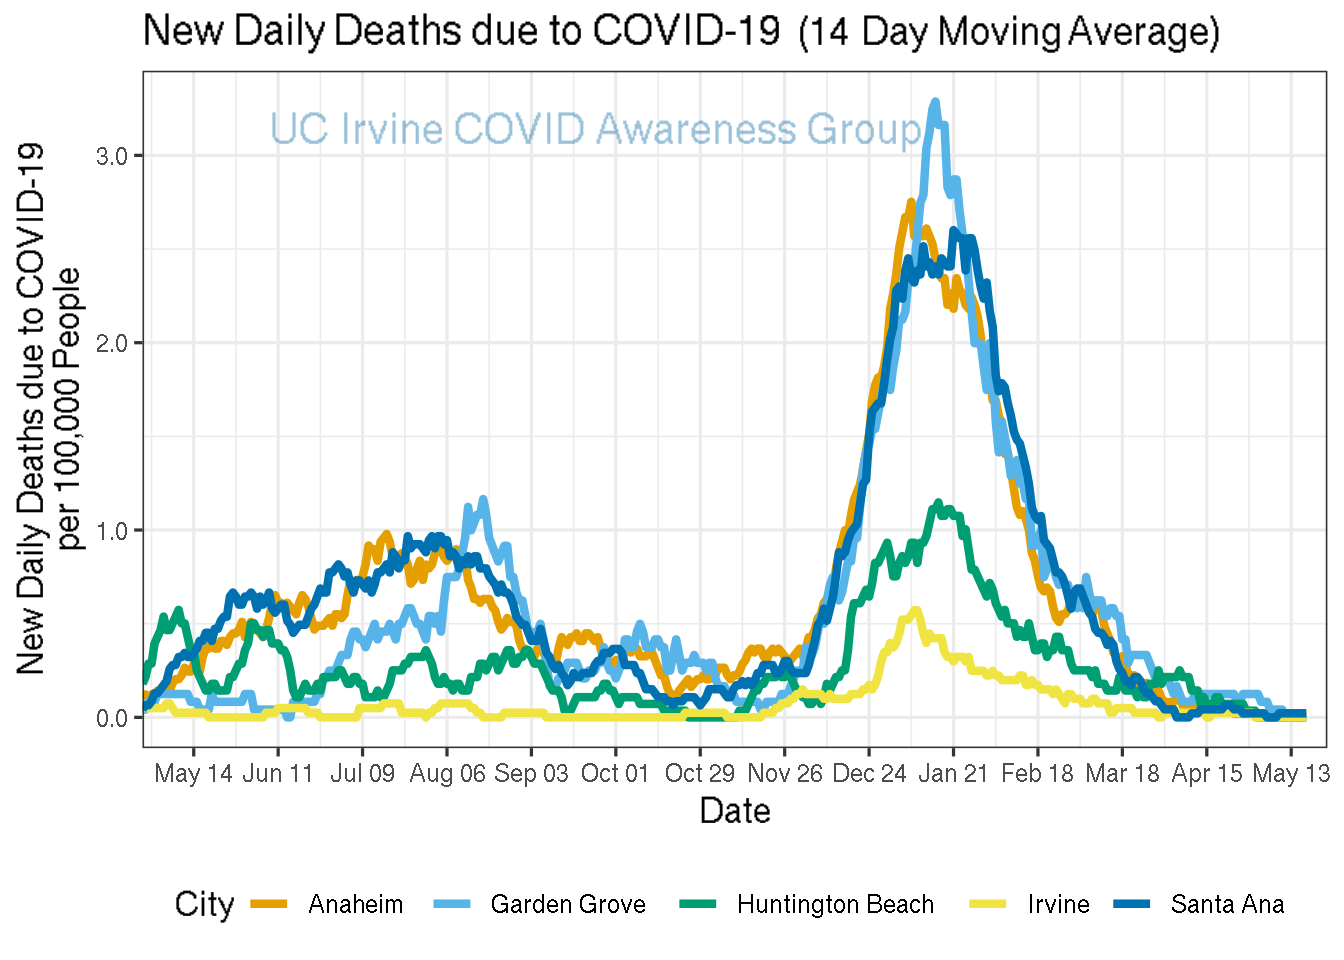 New Daily Deaths due to COVID-19 (14 Day Moving Average)
UC Irvine COVID Awareness Group
New Daily Deaths due to COVID-19
per 100,000 People
3.0
2.0
1.0
0.0
May 14 Jun 11 Jul 09 Aug 06 Sep 03 Oct 01 Oct 29 Nov 26 Dec 24 Jan 21 Feb 18 Mar 18 Apr 15 May 13
Date
City Anaheim Garden Grove Huntington Beach Irvine Santa Ana